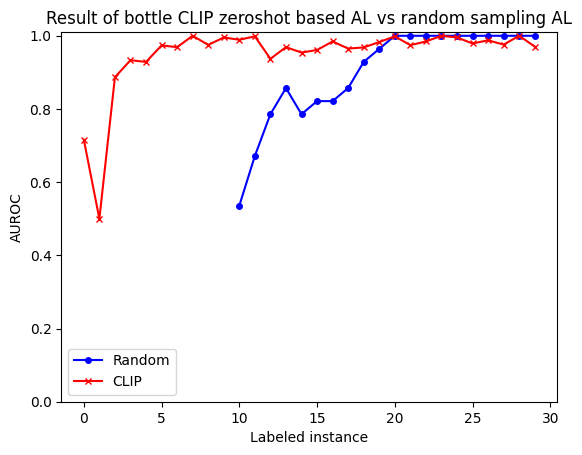 Result of bottle CLIP zeroshot based AL vs random sampling AL
1.0
0.8
0.6
0.4
0.2
0.0
AUROC
Random
CLIP
0 5 10 15 20 25 30
Labeled instance